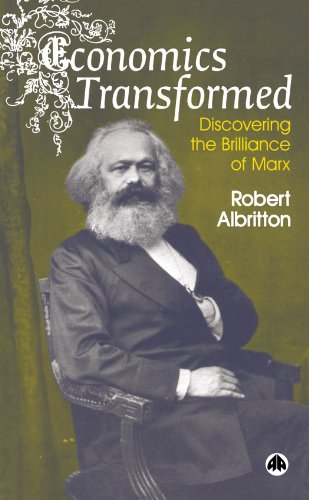 Economics
Transformed
Discovering
the Brilliance
of Marx
Robert
Albritton